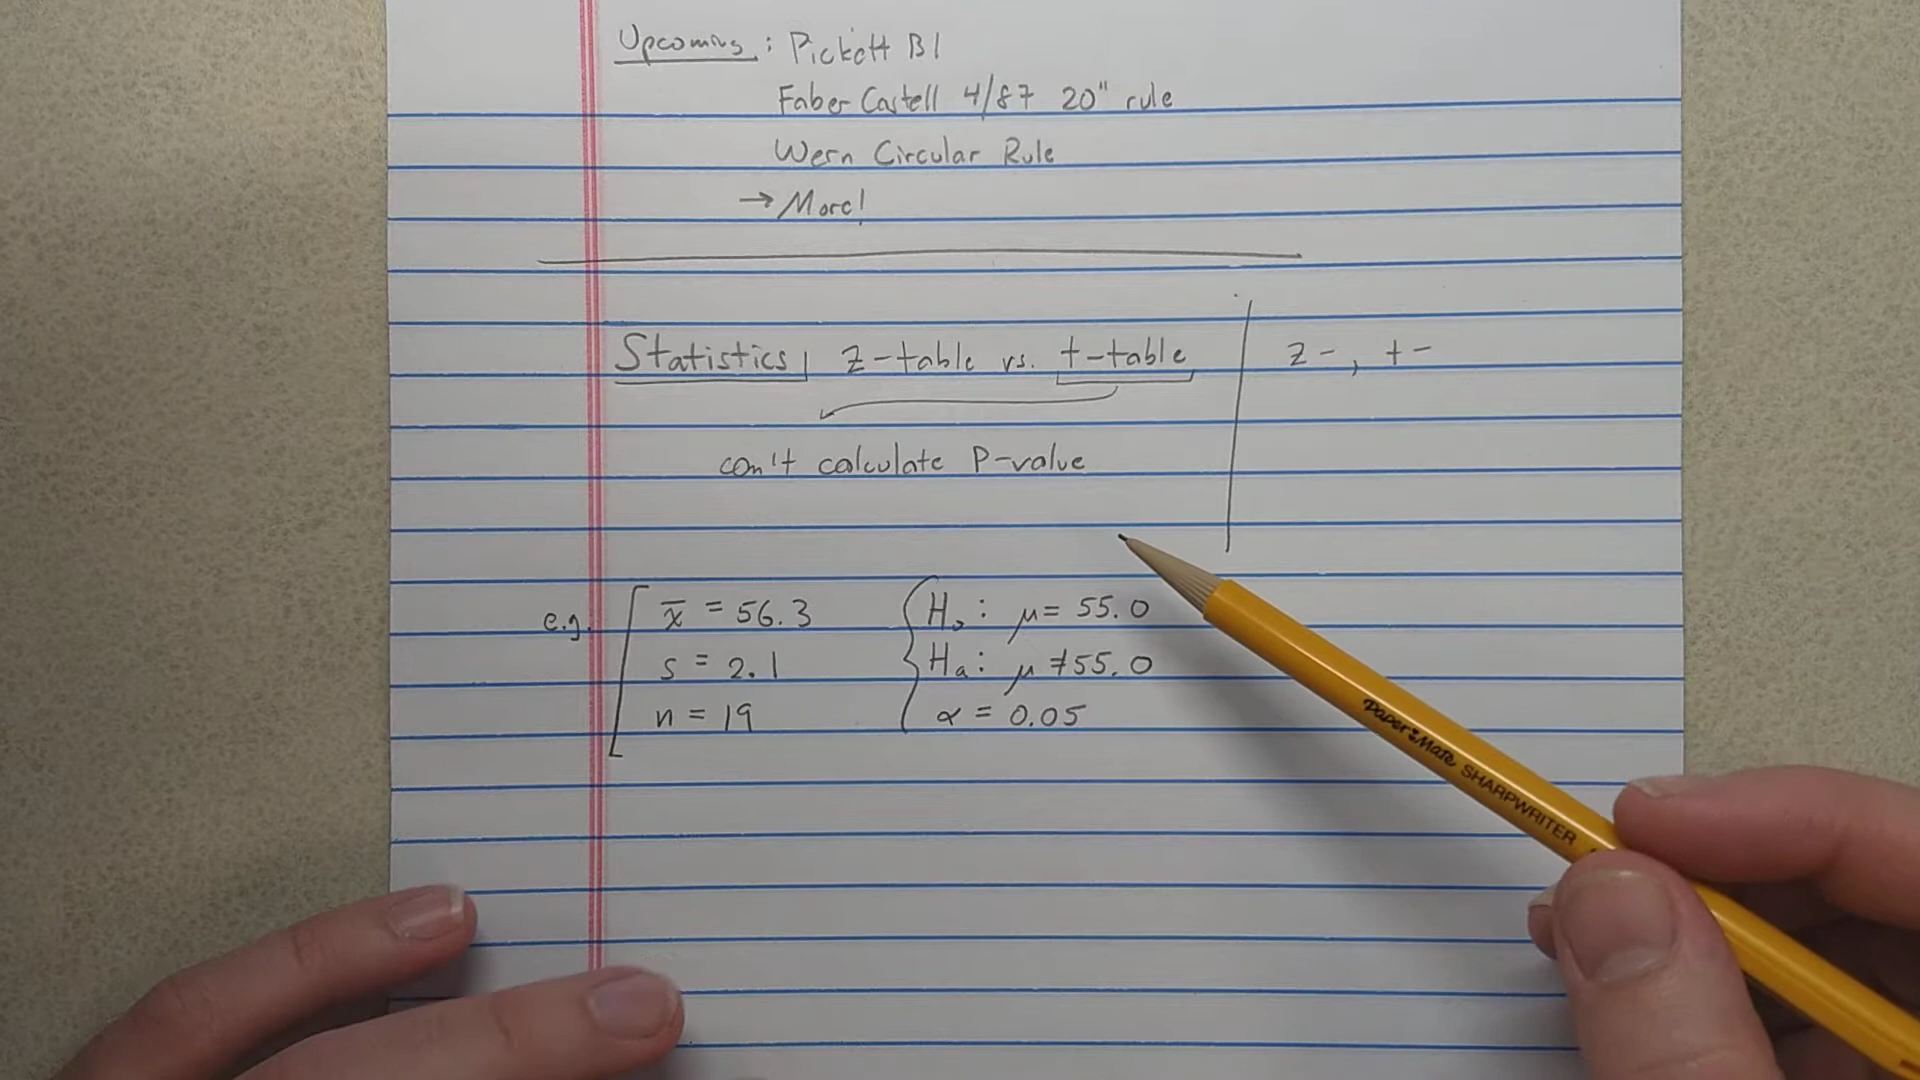 Upcoming: Pickett B1
Faber Castell 4/87 20" rule
Wern Circular Rule
→ More!
Statistics| z-table vs. t-table
z-, t-
can't calculate P-value
e.g. x̄ = 56.3
s = 2.1
n = 19
H₀: μ = 55.0
Hₐ: μ ≠ 55.0
α = 0.05
Paper:Mate SHARPWRITER